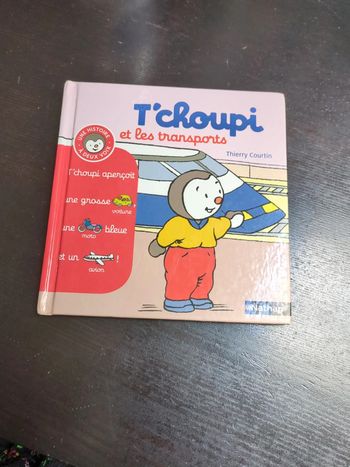 T'choupi
et les transports
Thierry Courtin
UNE HISTOIRE
À DEUX VOIX
T'choupi aperçoit
une grosse
voiture
une bleue
moto
et un !
avion
Nathan